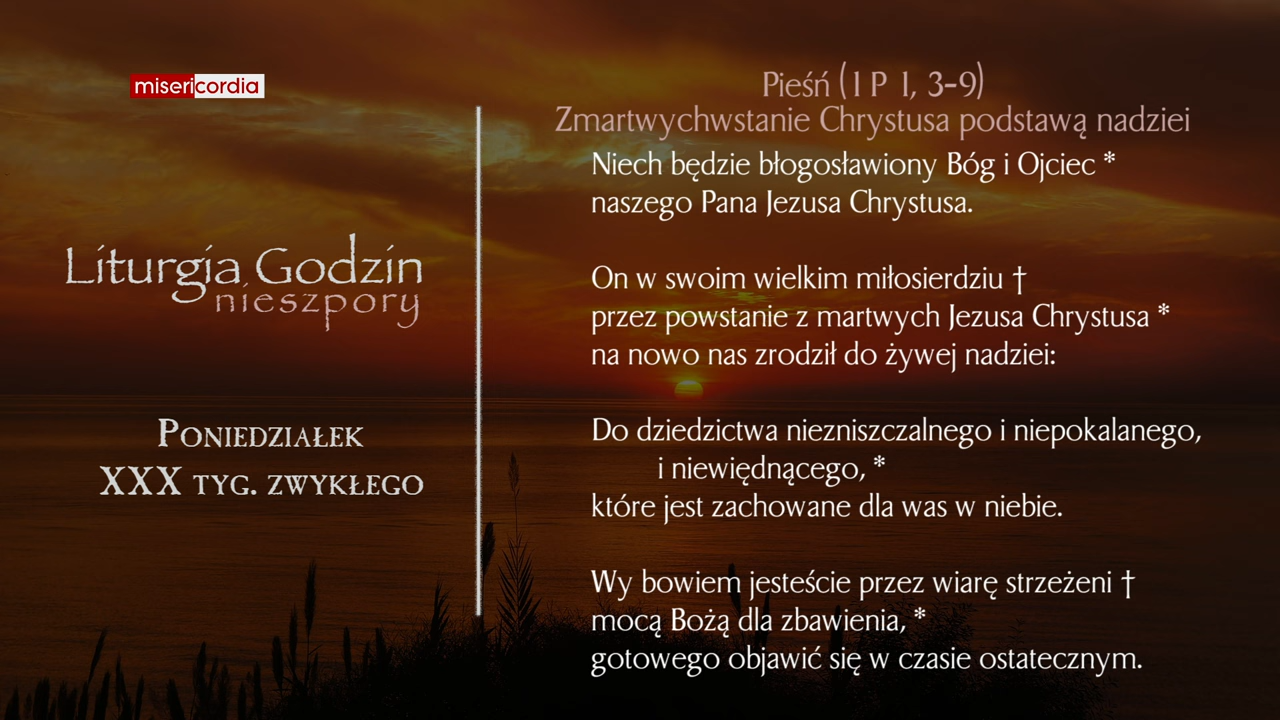 misericordia
Liturgia Godzin
nieszpory
Poniedziałek
XXX tyg. zwykłego
Pieśń (1 P 1, 3-9)
Zmartwychwstanie Chrystusa podstawą nadziei
Niech będzie błogosławiony Bóg i Ojciec *
naszego Pana Jezusa Chrystusa.
On w swoim wielkim miłosierdziu †
przez powstanie z martwych Jezusa Chrystusa *
na nowo nas zrodził do żywej nadziei:
Do dziedzictwa niezniszczalnego i niepokalanego,
i niewiędnącego, *
które jest zachowane dla was w niebie.
Wy bowiem jesteście przez wiarę strzeżeni †
mocą Bożą dla zbawienia, *
gotowego objawić się w czasie ostatecznym.